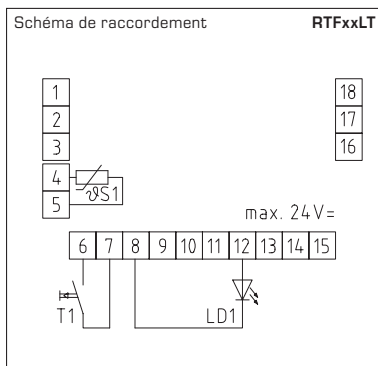 Schéma de raccordement RTFxxLT
1 18
2 17
3 16
4
ϑS1
5
max. 24V=
6 7 8 9 10 11 12 13 14 15
T1 LD1